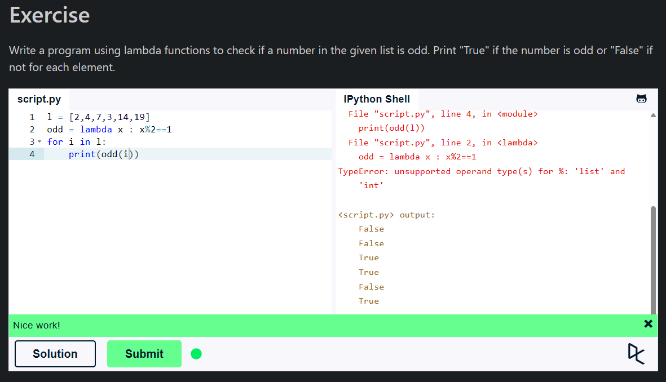 Exercise
Write a program using lambda functions to check if a number in the given list is odd. Print "True" if the number is odd or "False" if
not for each element.
script.py
1 l = [2,4,7,3,14,19]
2 odd = lambda x : x%2==1
3 for i in l:
4 print(odd(i))
IPython Shell
File "script.py", line 4, in <module>
print(odd(l))
File "script.py", line 2, in <lambda>
odd = lambda x : x%2==1
TypeError: unsupported operand type(s) for %: 'list' and
'int'
<script.py> output:
False
False
True
True
False
True
Nice work!
Solution
Submit